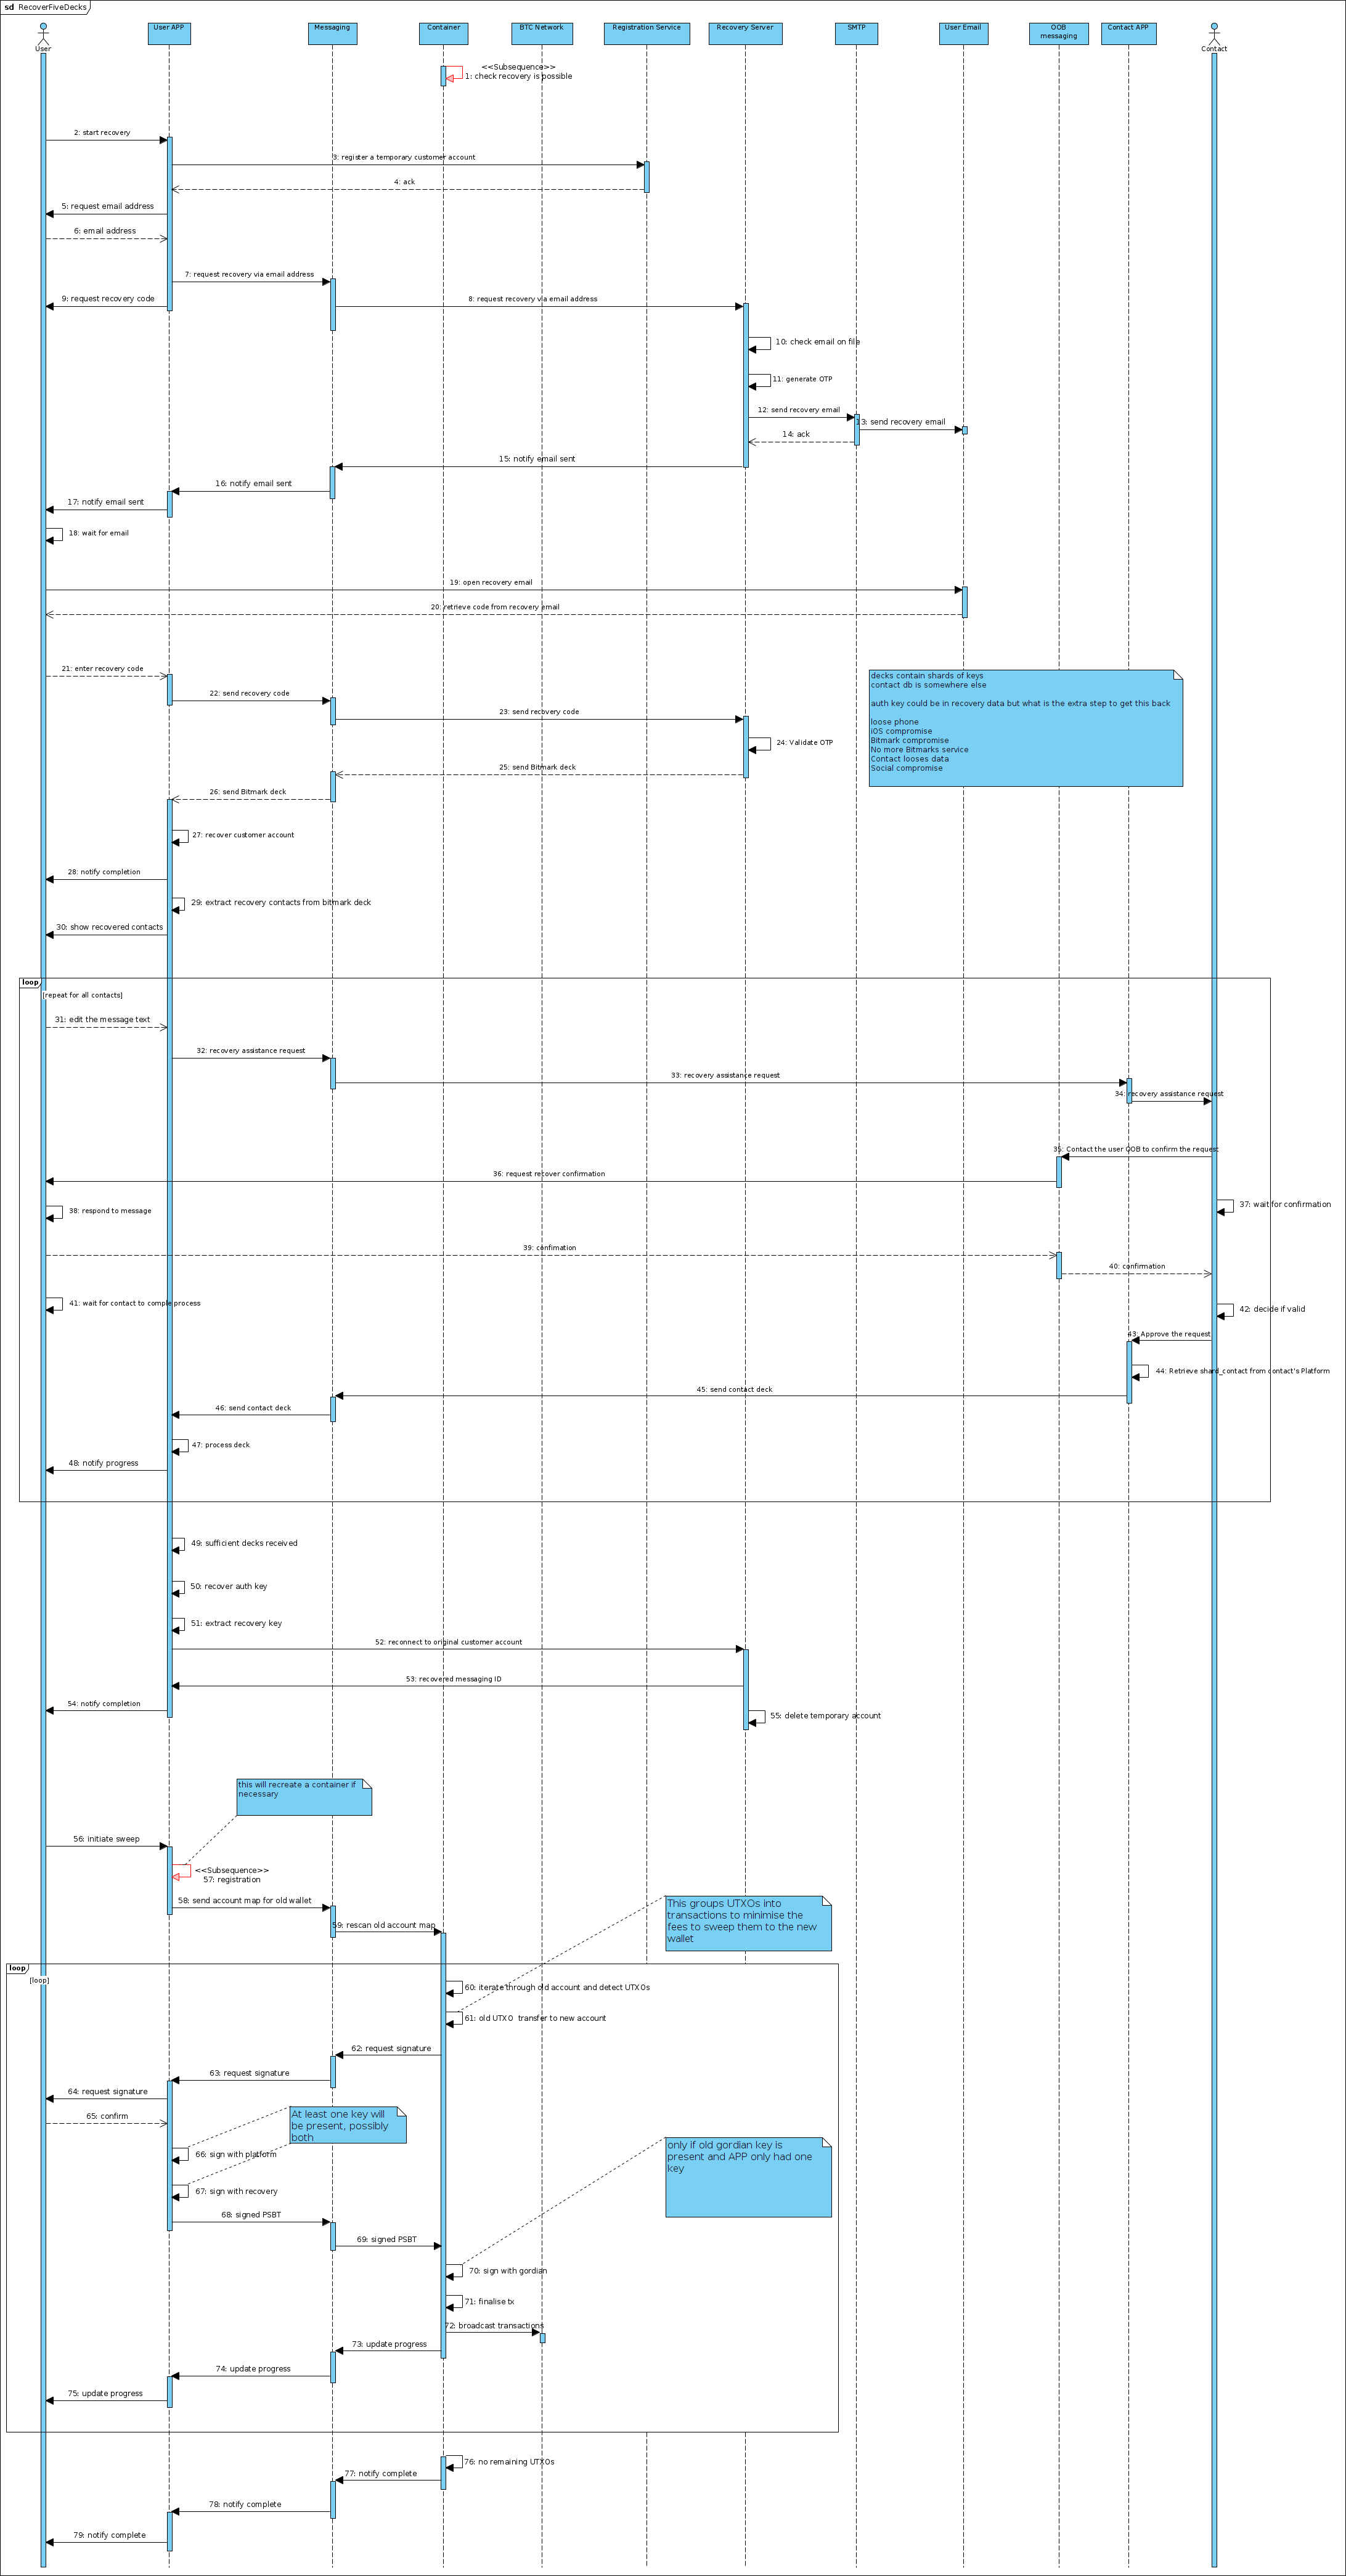 sd RecoverFiveDecks
User
User APP
Messaging
Container
BTC Network
Registration Service
Recovery Server
SMTP
User Email
OOB
messaging
Contact APP
Contact
<<Subsequence>>
1: check recovery is possible
2: start recovery
3: register a temporary customer account
4: ack
5: request email address
6: email address
7: request recovery via email address
8: request recovery via email address
9: request recovery code
10: check email on file
11: generate OTP
12: send recovery email
13: send recovery email
14: ack
15: notify email sent
16: notify email sent
17: notify email sent
18: wait for email
19: open recovery email
20: retrieve code from recovery email
21: enter recovery code
22: send recovery code
23: send recovery code
24: Validate OTP
25: send Bitmark deck
26: send Bitmark deck
decks contain shards of keys
contact db is somewhere else
auth key could be in recovery data but what is the extra step to get this back
loose phone
iOS compromise
Bitmark compromise
No more Bitmarks service
Contact looses data
Social compromise
27: recover customer account
28: notify completion
29: extract recovery contacts from bitmark deck
30: show recovered contacts
loop
[repeat for all contacts]
31: edit the message text
32: recovery assistance request
33: recovery assistance request
34: recovery assistance request
35: Contact the user OOB to confirm the request
36: request recover confirmation
37: wait for confirmation
38: respond to message
39: confimation
40: confirmation
41: wait for contact to comple process
42: decide if valid
43: Approve the request
44: Retrieve shard_contact from contact's Platform
45: send contact deck
46: send contact deck
47: process deck
48: notify progress
49: sufficient decks received
50: recover auth key
51: extract recovery key
52: reconnect to original customer account
53: recovered messaging ID
54: notify completion
55: delete temporary account
this will recreate a container if
necessary
56: initiate sweep
<<Subsequence>>
57: registration
58: send account map for old wallet
59: rescan old account map
This groups UTXOs into
transactions to minimise the
fees to sweep them to the new
wallet
loop
[loop]
60: iterate through old account and detect UTXOs
61: old UTXO transfer to new account
62: request signature
63: request signature
64: request signature
65: confirm
At least one key will
be present, possibly
both
66: sign with platform
67: sign with recovery
only if old gordian key is
present and APP only had one
key
68: signed PSBT
69: signed PSBT
70: sign with gordian
71: finalise tx
72: broadcast transactions
73: update progress
74: update progress
75: update progress
76: no remaining UTXOs
77: notify complete
78: notify complete
79: notify complete